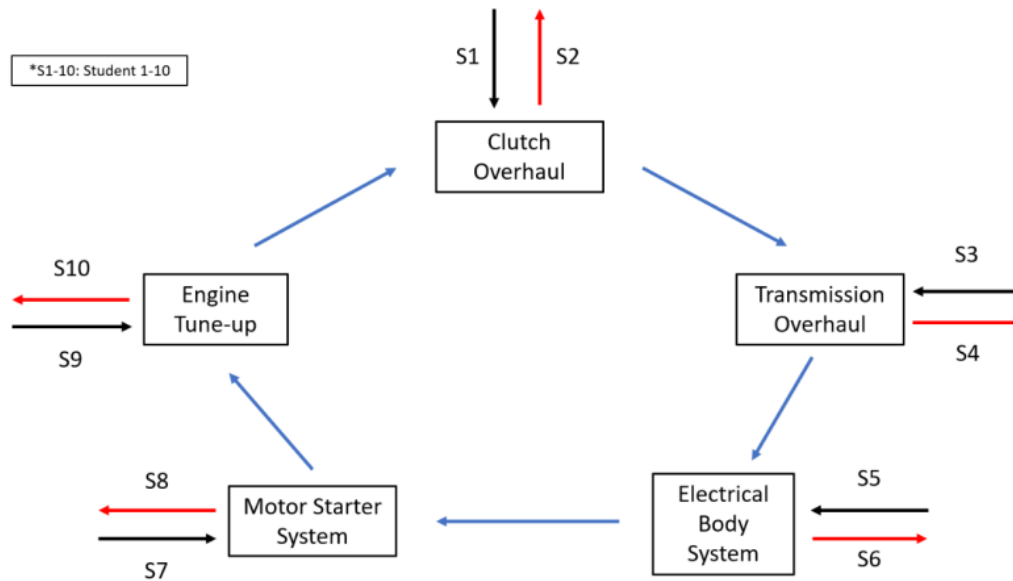 S1
S2
*S1-10: Student 1-10
Clutch
Overhaul
S10
Engine
Tune-up
S9
S3
Transmission
Overhaul
S4
S8
Motor Starter
System
S7
Electrical
Body
System
S5
S6